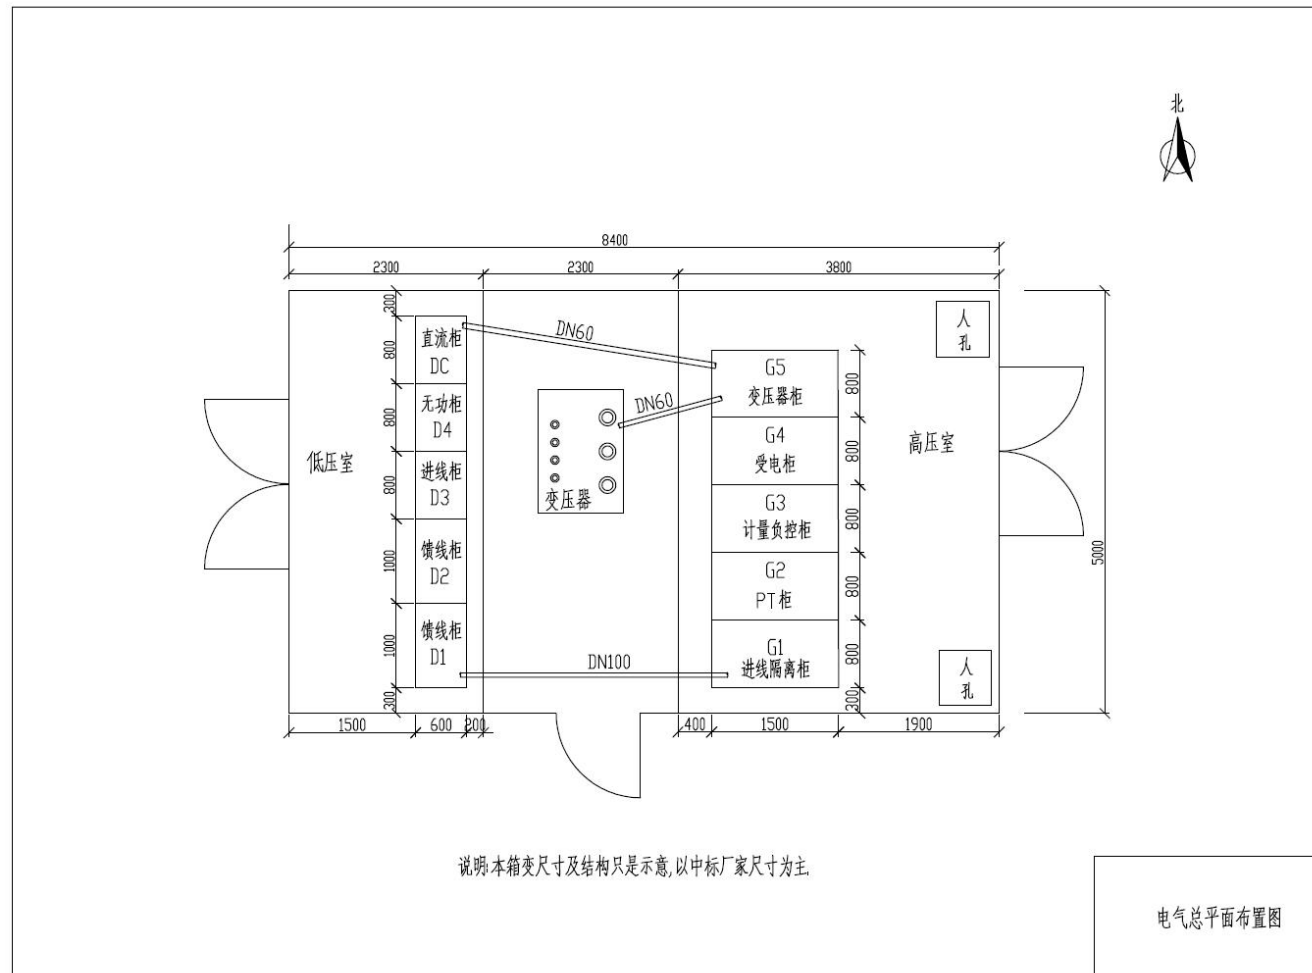 北
8400
2300
2300
3800
300
800
800
800
1000
1000
300
直流柜
DC
无功柜
D4
进线柜
D3
馈线柜
D2
馈线柜
D1
低压室
DN60
DN60
变压器
DN100
G5
变压器柜
G4
受电柜
G3
计量负控柜
G2
PT柜
G1
进线隔离柜
800
800
800
800
800
300
高压室
人
孔
人
孔
5000
1500
600
200
400
1500
1900
说明:本箱变尺寸及结构只是示意,以中标厂家尺寸为主.
电气总平面布置图